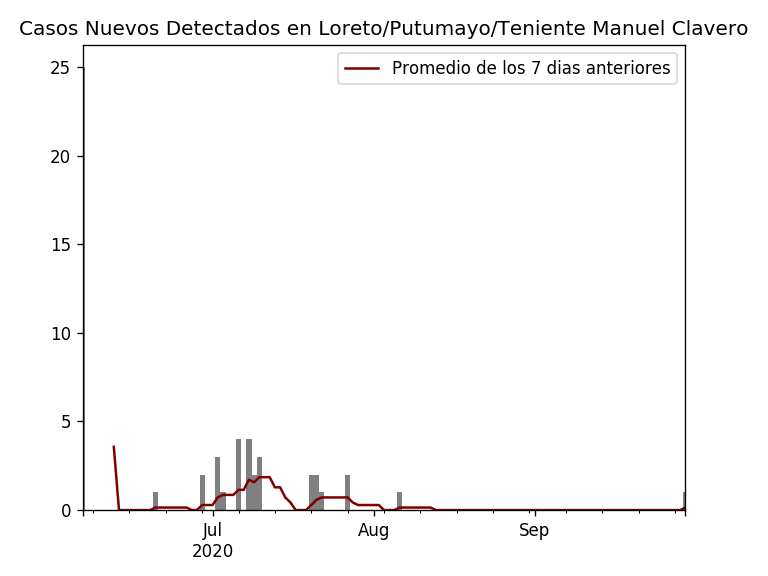 Casos Nuevos Detectados en Loreto/Putumayo/Teniente Manuel Clavero
Promedio de los 7 dias anteriores
25
20
15
10
5
0
Jul
2020
Aug
Sep